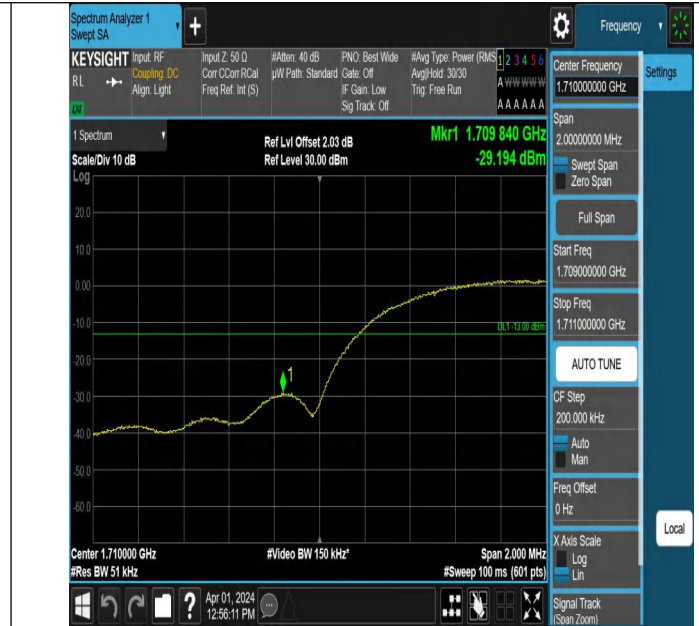 Spectrum Analyzer 1
Swept SA
+
Frequency
KEYSIGHT
RL
LXI
Input: RF
Coupling: DC
Align: Light
Input Z: 50 Ω
Corr CCorr RCal
Freq Ref: Int (S)
#Atten: 40 dB
µW Path: Standard
PNO: Best Wide
Gate: Off
IF Gain: Low
Sig Track: Off
#Avg Type: Power (RMS
Avg|Hold: 30/30
Trig: Free Run
1 2 3 4 5 6
A W W W W W
A A A A A A
1 Spectrum
Scale/Div 10 dB
Log
Ref Lvl Offset 2.03 dB
Ref Level 30.00 dBm
Mkr1 1.709 840 GHz
-29.194 dBm
20.0
10.0
0.00
-10.0
-20.0
-30.0
-40.0
-50.0
-60.0
DL1 -13.00 dBm
1
Center 1.710000 GHz
#Res BW 51 kHz
#Video BW 150 kHz*
Span 2.000 MHz
#Sweep 100 ms (601 pts)
?
Apr 01, 2024
12:56:11 PM
Center Frequency
1.710000000 GHz
Settings
Span
2.00000000 MHz
Swept Span
Zero Span
Full Span
Start Freq
1.709000000 GHz
Stop Freq
1.711000000 GHz
AUTO TUNE
CF Step
200.000 kHz
Auto
Man
Freq Offset
0 Hz
X Axis Scale
Log
Lin
Local
Signal Track
(Span Zoom)